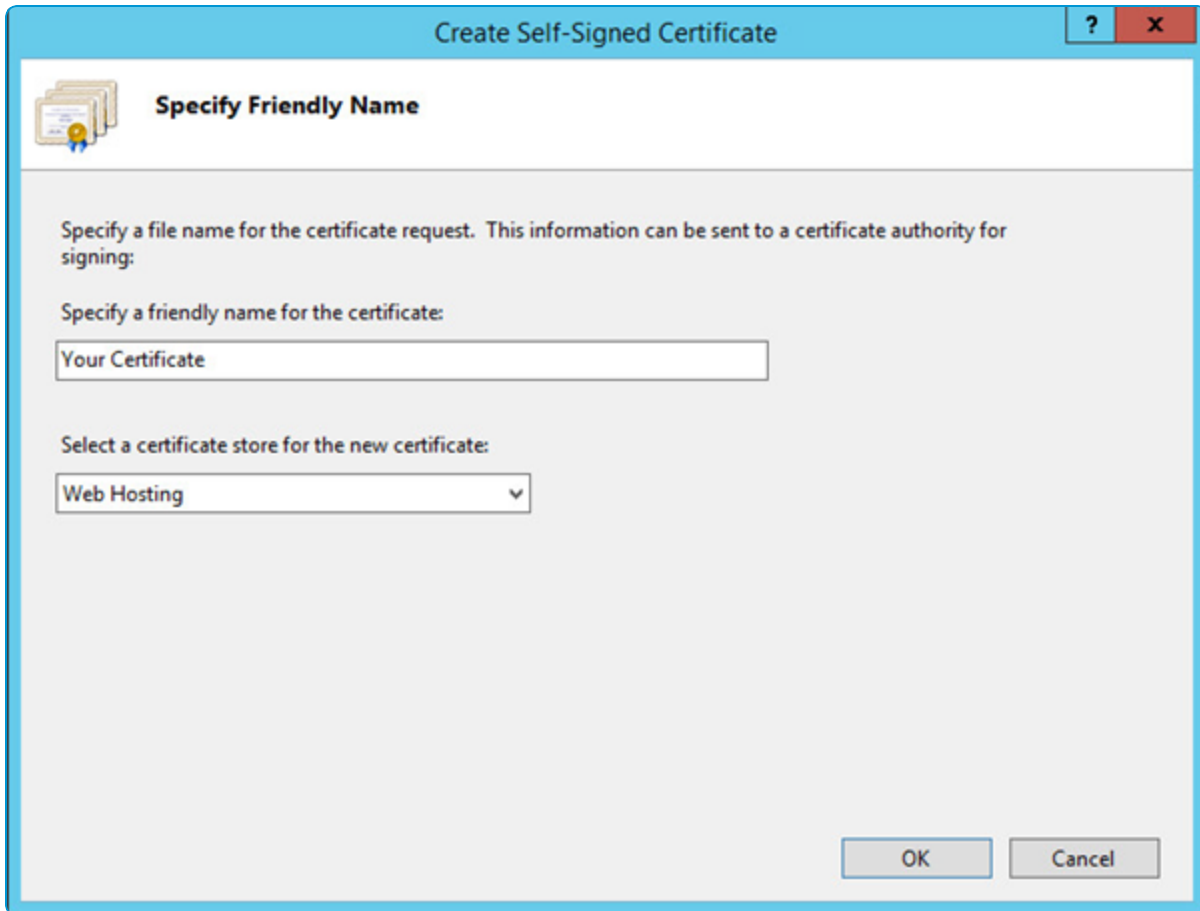 Create Self-Signed Certificate
? x
Specify Friendly Name
Specify a file name for the certificate request.  This information can be sent to a certificate authority for
signing:
Specify a friendly name for the certificate:
Your Certificate
Select a certificate store for the new certificate:
Web Hosting
OK Cancel